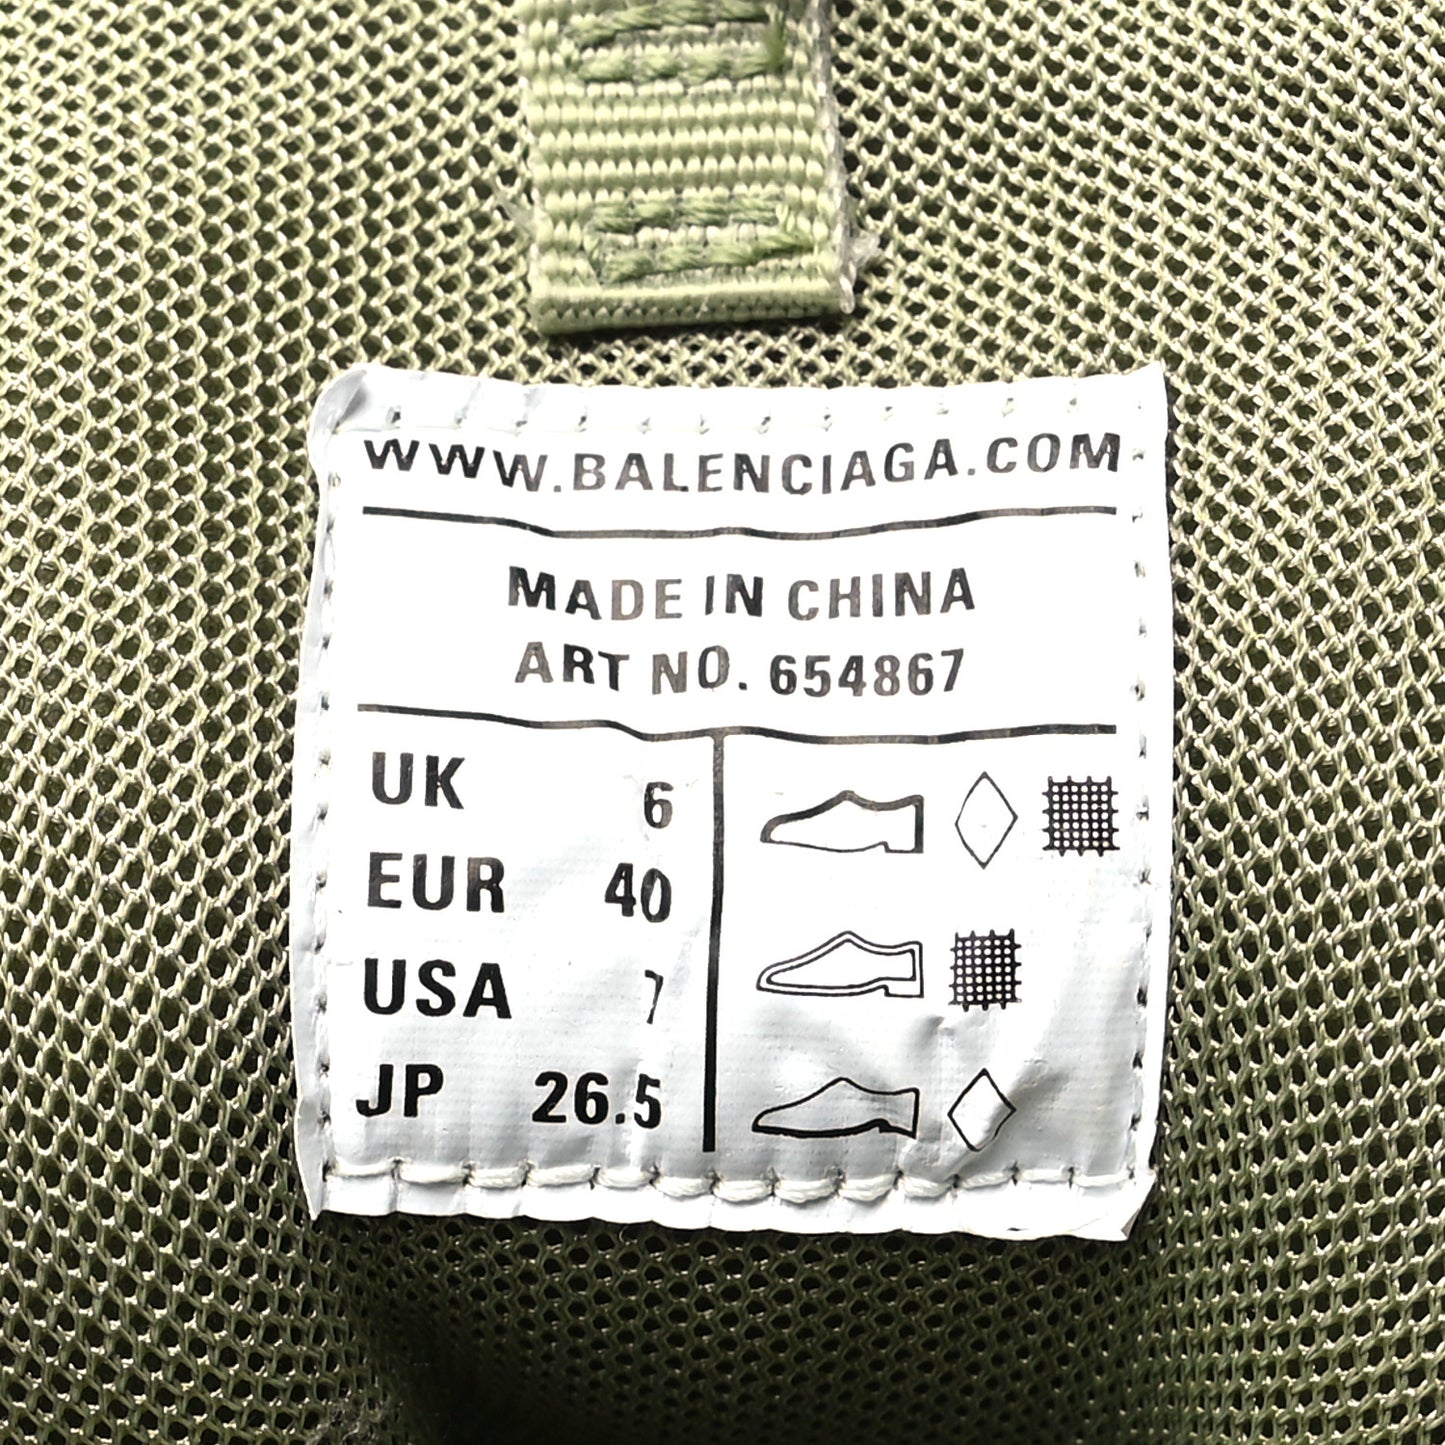 WWW.BALENCIAGA.COM
MADE IN CHINA
ART NO. 654867
UK 6
EUR 40
USA 7
JP 26.5